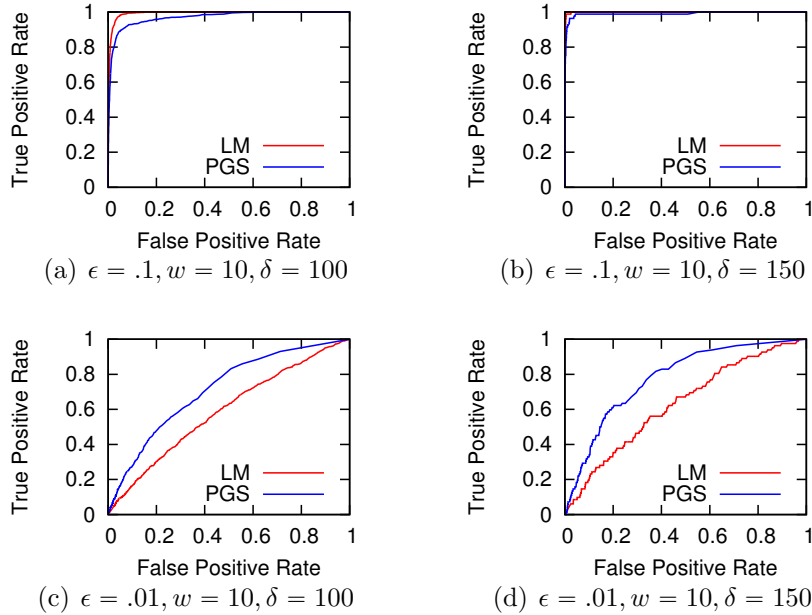 True Positive Rate
1
0.8
0.6
0.4
0.2
0
LM
PGS
0 0.2 0.4 0.6 0.8 1
False Positive Rate
(a) ϵ = .1, w = 10, δ = 100
True Positive Rate
1
0.8
0.6
0.4
0.2
0
LM
PGS
0 0.2 0.4 0.6 0.8 1
False Positive Rate
(b) ϵ = .1, w = 10, δ = 150
True Positive Rate
1
0.8
0.6
0.4
0.2
0
LM
PGS
0 0.2 0.4 0.6 0.8 1
False Positive Rate
(c) ϵ = .01, w = 10, δ = 100
True Positive Rate
1
0.8
0.6
0.4
0.2
0
LM
PGS
0 0.2 0.4 0.6 0.8 1
False Positive Rate
(d) ϵ = .01, w = 10, δ = 150